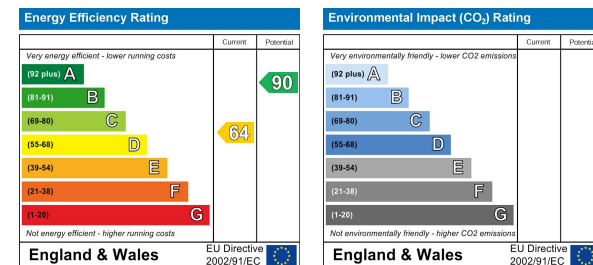 Energy Efficiency Rating
Current Potential
Very energy efficient - lower running costs
(92 plus) A
(81-91) B
(69-80) C
(55-68) D
(39-54) E
(21-38) F
(1-20) G
64
90
Not energy efficient - higher running costs
England & Wales
EU Directive
2002/91/EC
Environmental Impact (CO₂) Rating
Current Potentia
Very environmentally friendly - lower CO2 emissions
(92 plus) A
(81-91) B
(69-80) C
(55-68) D
(39-54) E
(21-38) F
(1-20) G
Not environmentally friendly - higher CO2 emissions
England & Wales
EU Directive
2002/91/EC